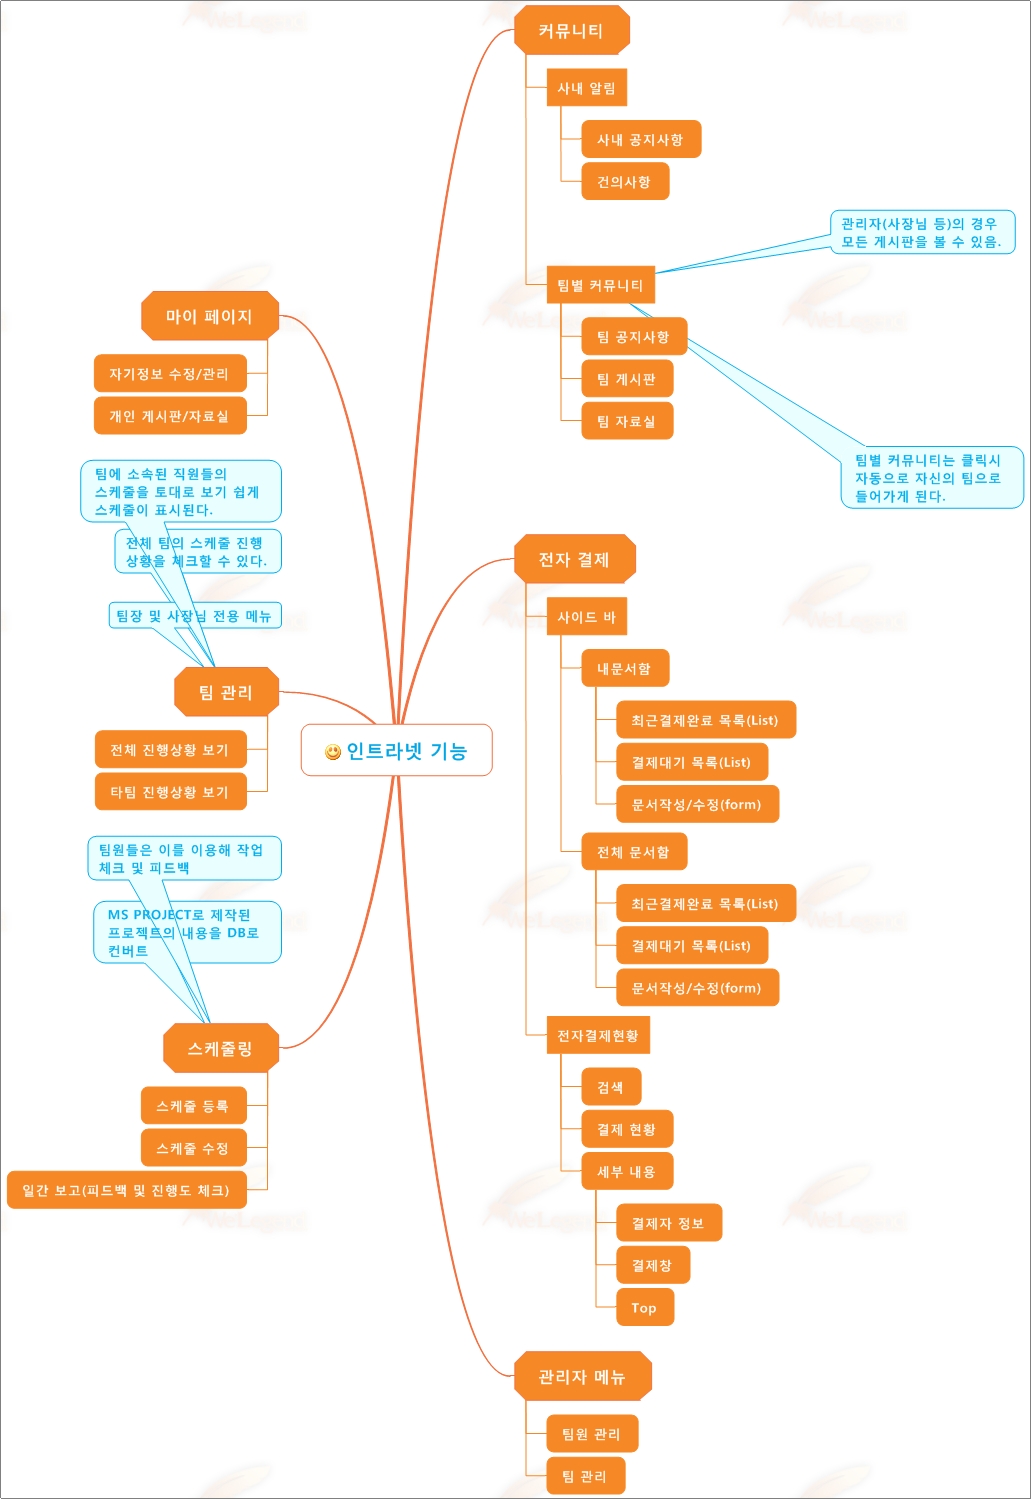 커뮤니티
사내 알림
사내 공지사항
건의사항
관리자(사장님 등)의 경우
모든 게시판을 볼 수 있음.
팀별 커뮤니티
팀 공지사항
팀 게시판
팀 자료실
팀별 커뮤니티는 클릭시
자동으로 자신의 팀으로
들어가게 된다.
마이 페이지
자기정보 수정/관리
개인 게시판/자료실
팀에 소속된 직원들의
스케줄을 토대로 보기 쉽게
스케줄이 표시된다.
전체 팀의 스케줄 진행
상황을 체크할 수 있다.
팀장 및 사장님 전용 메뉴
팀 관리
전체 진행상황 보기
타팀 진행상황 보기
인트라넷 기능
전자 결제
사이드 바
내문서함
최근결제완료 목록(List)
결제대기 목록(List)
문서작성/수정(form)
전체 문서함
최근결제완료 목록(List)
결제대기 목록(List)
문서작성/수정(form)
전자결제현황
검색
결제 현황
세부 내용
결제자 정보
결제창
Top
팀원들은 이를 이용해 작업
체크 및 피드백
MS PROJECT로 제작된
프로젝트의 내용을 DB로
컨버트
스케줄링
스케줄 등록
스케줄 수정
일간 보고(피드백 및 진행도 체크)
관리자 메뉴
팀원 관리
팀 관리